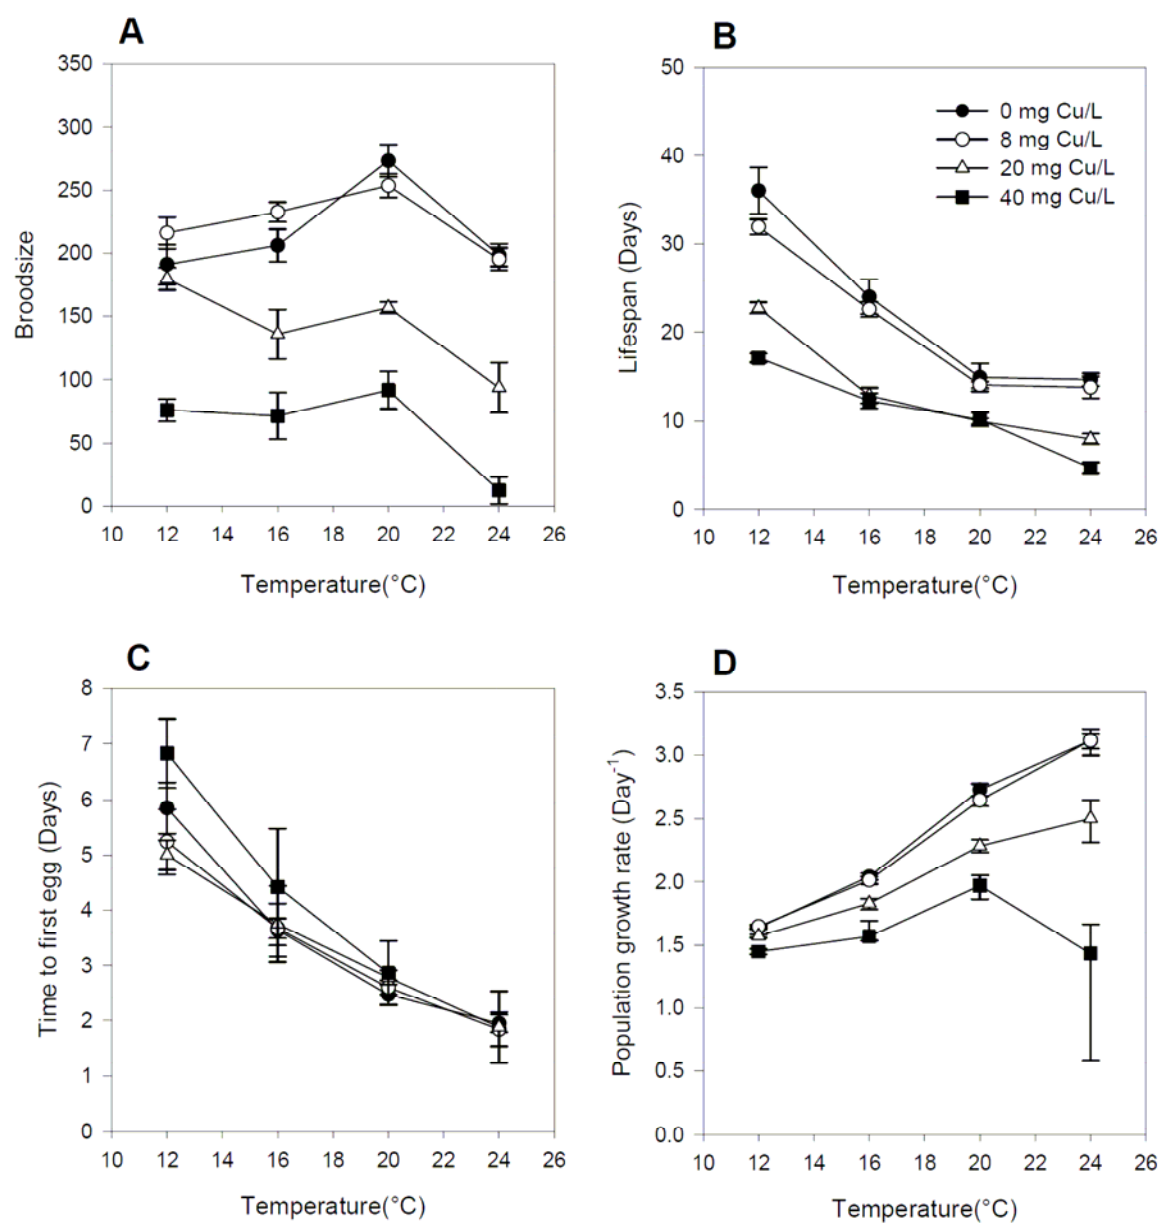 A
350
300
250
200
150
100
50
0
10 12 14 16 18 20 22 24 26
Broodsize
Temperature(°C)
B
50
40
30
20
10
0
10 12 14 16 18 20 22 24 26
Lifespan (Days)
Temperature(°C)
0 mg Cu/L
8 mg Cu/L
20 mg Cu/L
40 mg Cu/L
C
8
7
6
5
4
3
2
1
0
10 12 14 16 18 20 22 24 26
Time to first egg (Days)
Temperature(°C)
D
3.5
3.0
2.5
2.0
1.5
1.0
0.5
0.0
10 12 14 16 18 20 22 24 26
Population growth rate (Day⁻¹)
Temperature(°C)